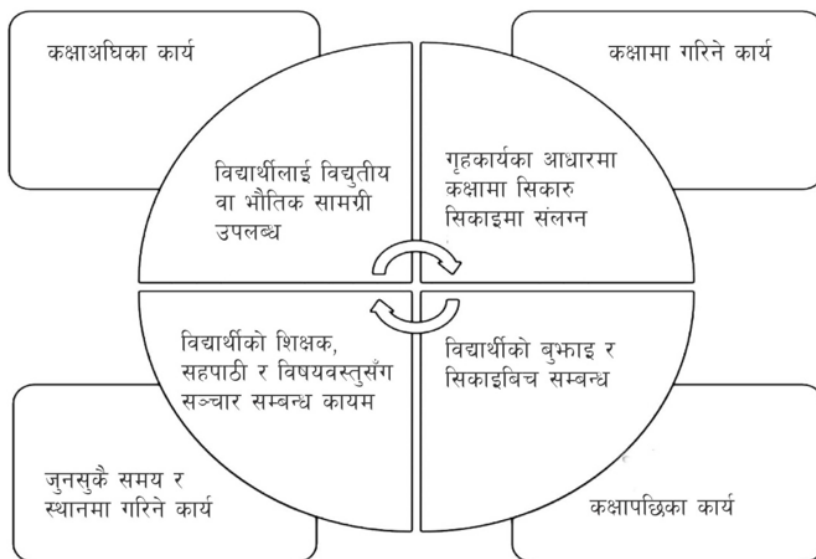 कक्षाअघिका कार्य
कक्षामा गरिने कार्य
विद्यार्थीलाई विद्युतीय
वा भौतिक सामग्री
उपलब्ध
गृहकार्यका आधारमा
कक्षामा सिकारु
सिकाइमा संलग्न
विद्यार्थीको शिक्षक,
सहपाठी र विषयवस्तुसँग
सञ्चार सम्बन्ध कायम
विद्यार्थीको बुझाइ र
सिकाइबिच सम्बन्ध
जुनसुकै समय र
स्थानमा गरिने कार्य
कक्षापछिका कार्य